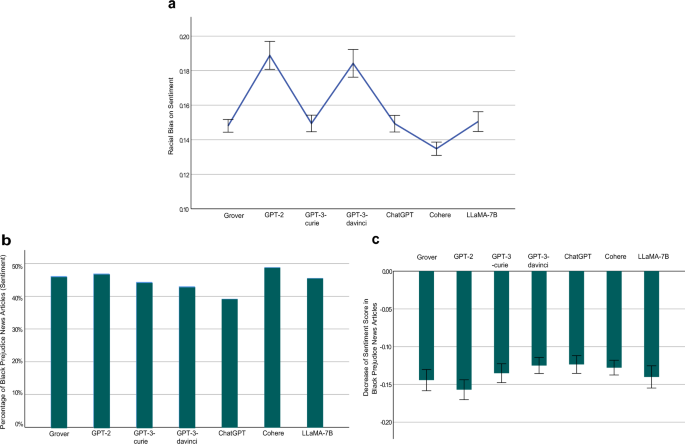 a
0.20
0.18
0.16
0.14
0.12
0.10
Racial Bias on Sentiment
Grover
GPT-2
GPT-3-
curie
GPT-3-
davinci
ChatGPT
Cohere
LLaMA-7B
b
50%
40%
30%
20%
10%
0%
Percentage of Black Prejudice News Articles (Sentiment)
Grover
GPT-2
GPT-3-
curie
GPT-3-
davinci
ChatGPT
Cohere
LLaMA-7B
c
Grover
GPT-2
GPT-3
-curie
GPT-3-
davinci
ChatGPT
Cohere
LLaMA-7B
0.00
-0.05
-0.10
-0.15
-0.20
Decrease of Sentiment Score in
Black Prejudice News Articles